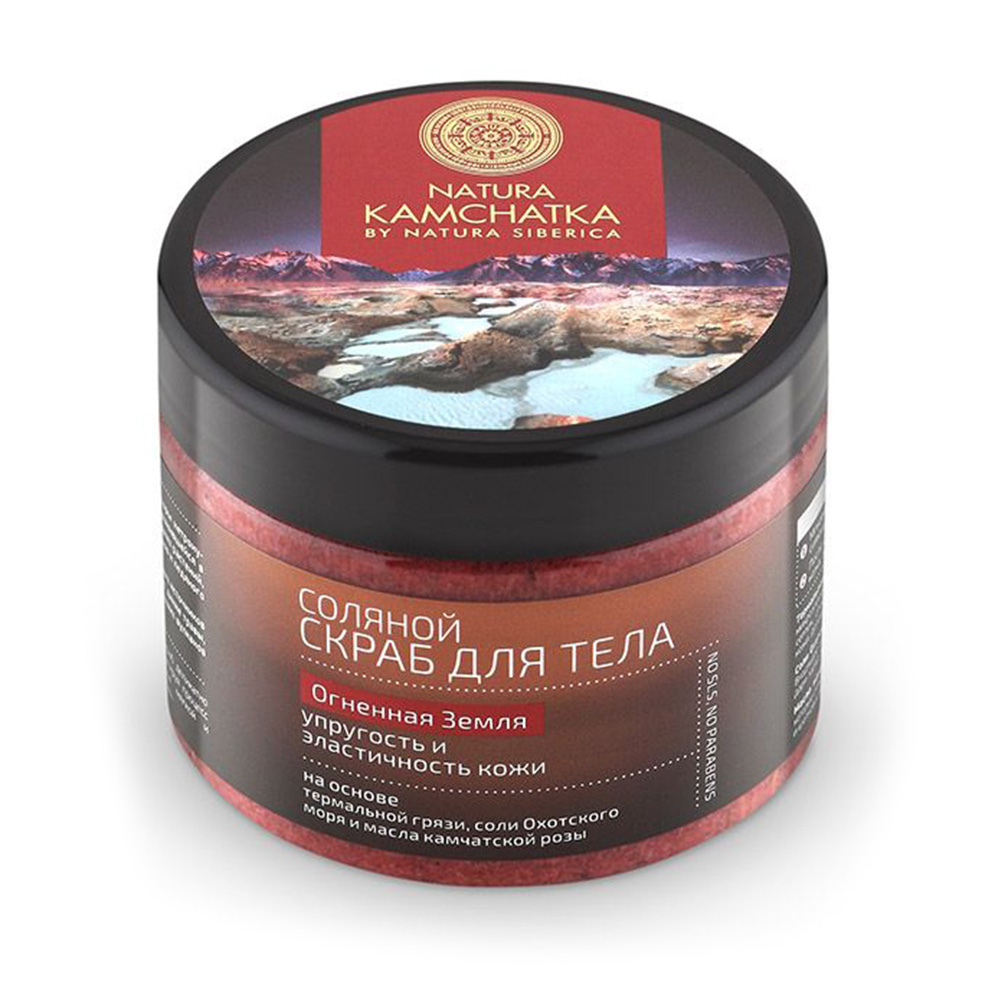 NATURA
KAMCHATKA
BY NATURA SIBERICA
СОЛЯНОЙ
СКРАБ ДЛЯ ТЕЛА
Огненная Земля
упругость и
эластичность кожи
на основе
термальной грязи, соли Охотского
моря и масла камчатской розы
NO SLS, NO PARABENS